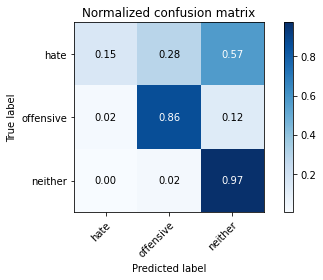 Normalized confusion matrix
True label
hate
0.15 0.28 0.57
offensive
0.02 0.86 0.12
neither
0.00 0.02 0.97
hate
offensive
neither
Predicted label
0.8
0.6
0.4
0.2